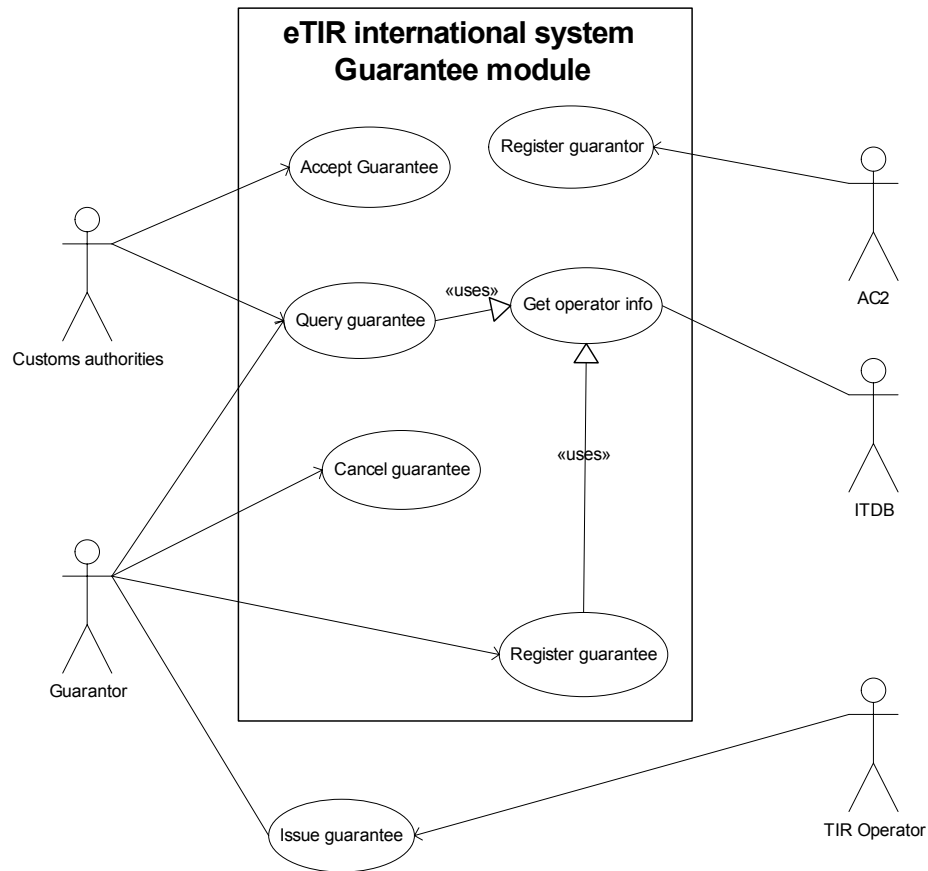 eTIR international system
Guarantee module
Register guarantor
Accept Guarantee
AC2
«uses»
Get operator info
Query guarantee
Customs authorities
«uses»
Cancel guarantee
ITDB
Register guarantee
Guarantor
Issue guarantee
TIR Operator